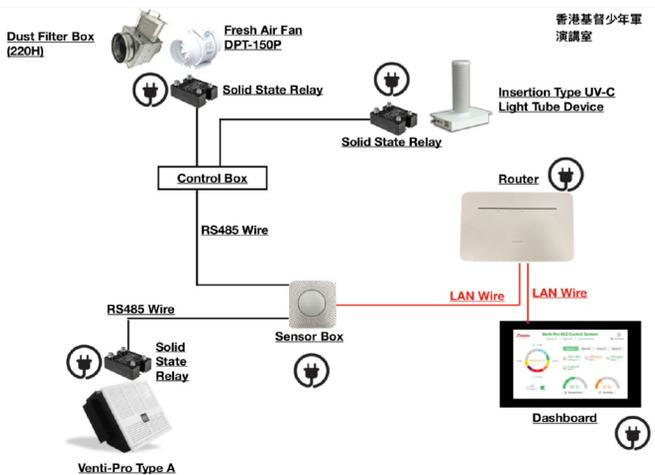 香港基督少年軍
演講室
Dust Filter Box
(220H)
Fresh Air Fan
DPT-150P
Solid State Relay
Insertion Type UV-C
Light Tube Device
Solid State Relay
Control Box
Router
RS485 Wire
LAN Wire
LAN Wire
RS485 Wire
Sensor Box
Solid
State
Relay
Dashboard
Venti-Pro Type A